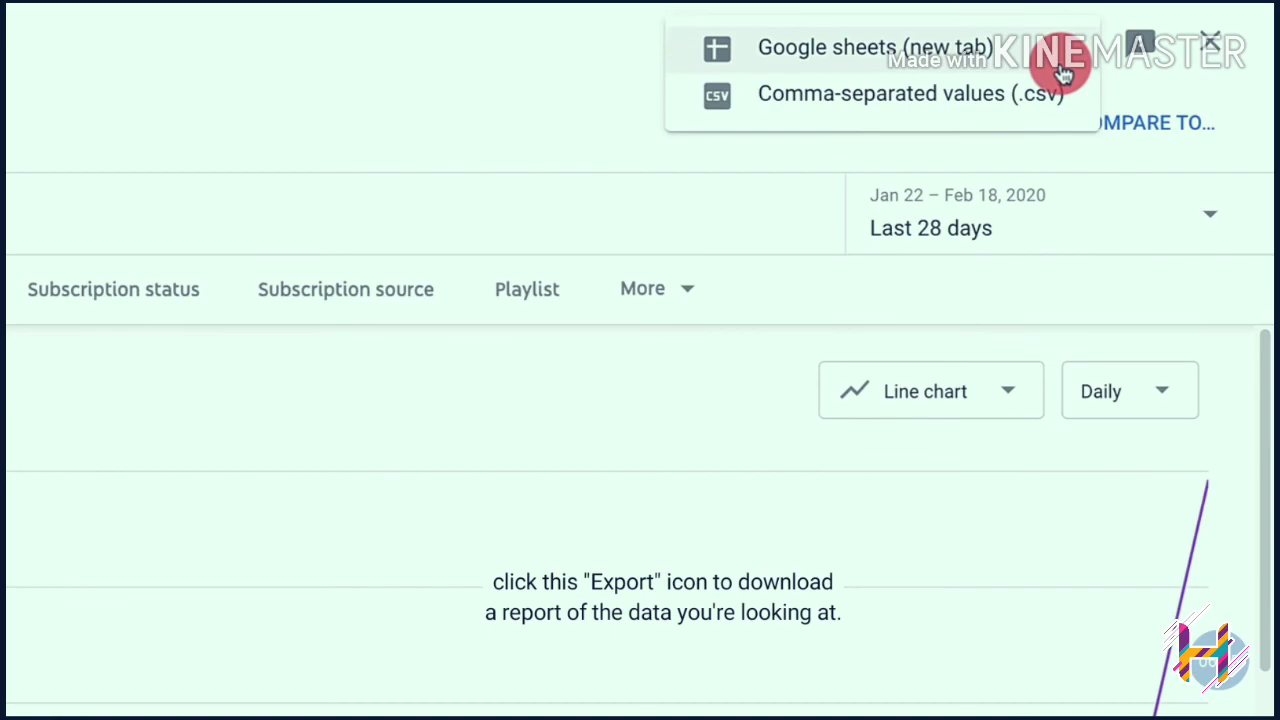 Google sheets (new tab)
Made with KINEMASTER
Comma-separated values (.csv)
OMPARE TO...
Jan 22 – Feb 18, 2020
Last 28 days
Subscription status Subscription source Playlist More
Line chart Daily
click this "Export" icon to download
a report of the data you're looking at.